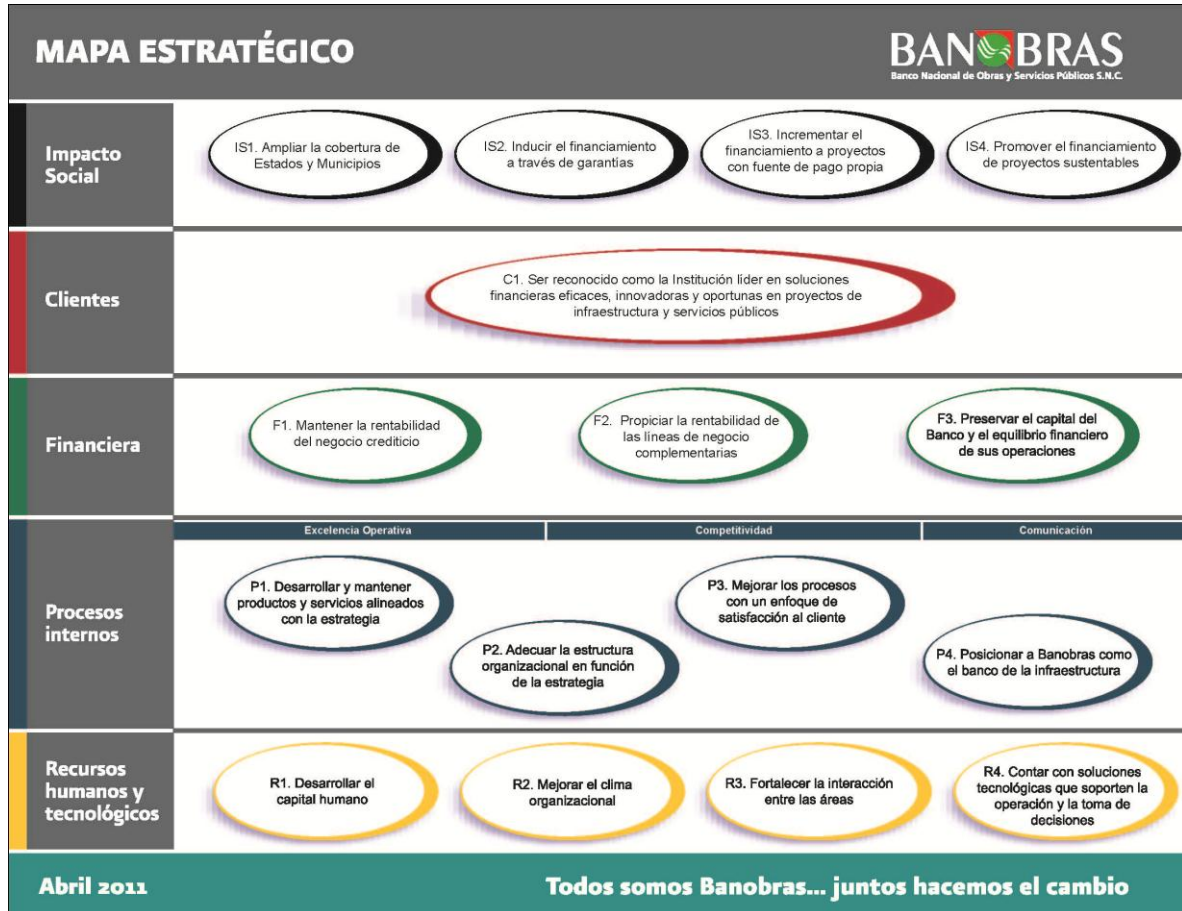 MAPA ESTRATÉGICO
BANOBRAS
Banco Nacional de Obras y Servicios Públicos S.N.C.
Impacto
Social
IS1. Ampliar la cobertura de
Estados y Municipios
IS2. Inducir el financiamiento
a través de garantías
IS3. Incrementar el
financiamiento a proyectos
con fuente de pago propia
IS4. Promover el financiamiento
de proyectos sustentables
Clientes
C1. Ser reconocido como la Institución líder en soluciones
financieras eficaces, innovadoras y oportunas en proyectos de
infraestructura y servicios públicos
Financiera
F1. Mantener la rentabilidad
del negocio crediticio
F2. Propiciar la rentabilidad de
las líneas de negocio
complementarias
F3. Preservar el capital del
Banco y el equilibrio financiero
de sus operaciones
Procesos
internos
Excelencia Operativa
Competitividad
Comunicación
P1. Desarrollar y mantener
productos y servicios alineados
con la estrategia
P2. Adecuar la estructura
organizacional en función
de la estrategia
P3. Mejorar los procesos
con un enfoque de
satisfacción al cliente
P4. Posicionar a Banobras como
el banco de la infraestructura
Recursos
humanos y
tecnológicos
R1. Desarrollar el
capital humano
R2. Mejorar el clima
organizacional
R3. Fortalecer la interacción
entre las áreas
R4. Contar con soluciones
tecnológicas que soporten la
operación y la toma de
decisiones
Abril 2011
Todos somos Banobras... juntos hacemos el cambio